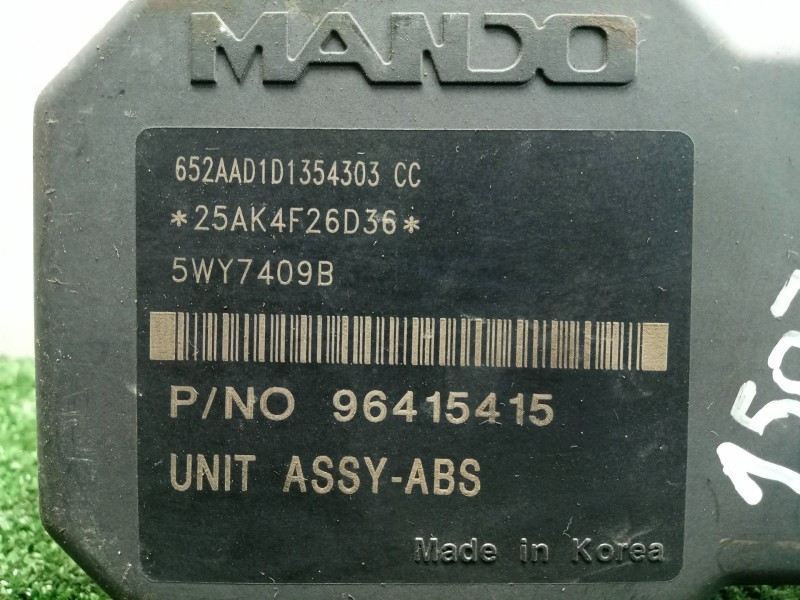 MANDO
652AAD1D1354303 CC
*25AK4F26D36*
5WY7409B
P/NO 96415415
UNIT ASSY-ABS
Made in Korea